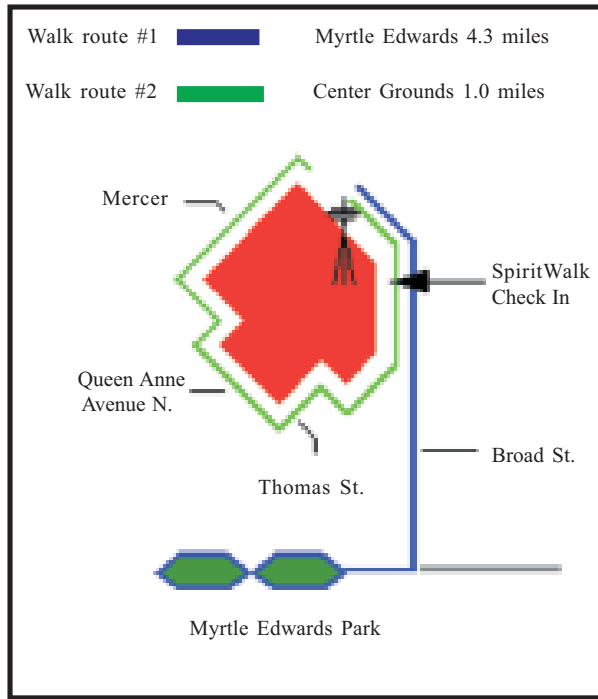 Walk route #1 Myrtle Edwards 4.3 miles
Walk route #2 Center Grounds 1.0 miles
Mercer
SpiritWalk
Check In
Queen Anne
Avenue N.
Broad St.
Thomas St.
Myrtle Edwards Park